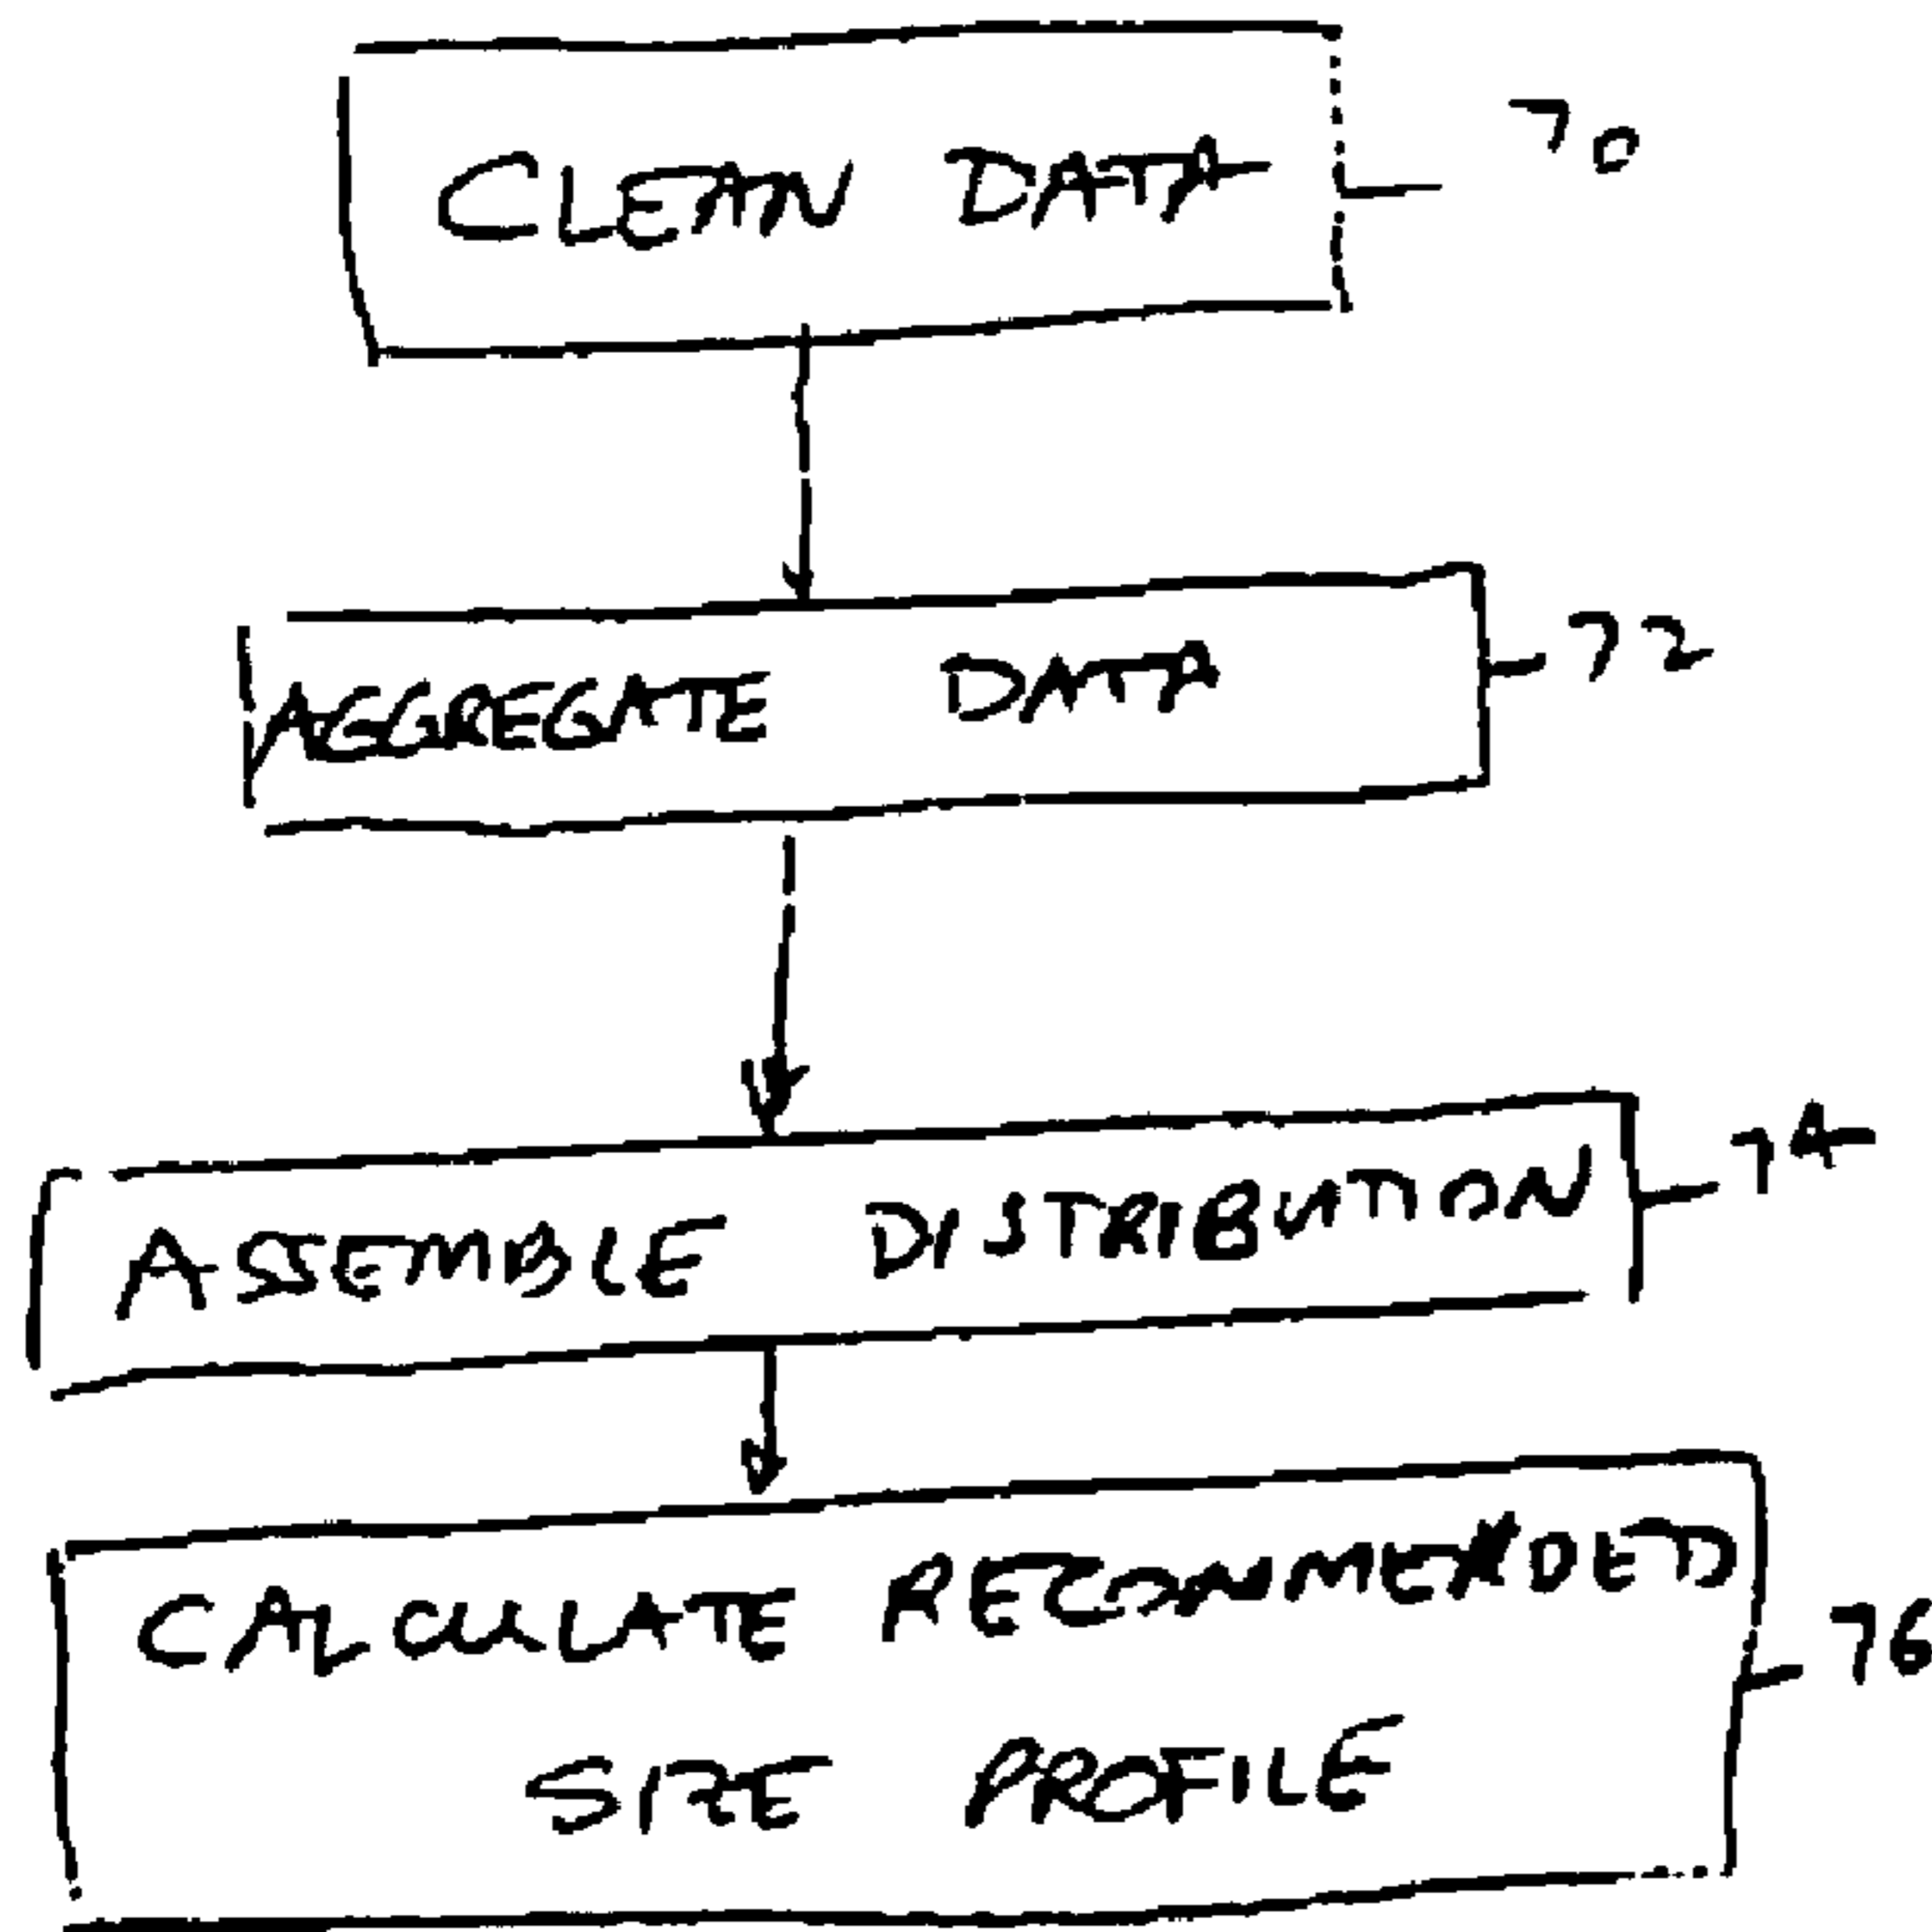 CLEAN DATA
70
AGGREGATE DATA
72
ASSEMBLE DISTRIBUTION
74
CALCULATE RECOMMENDED
76
SIZE PROFILE